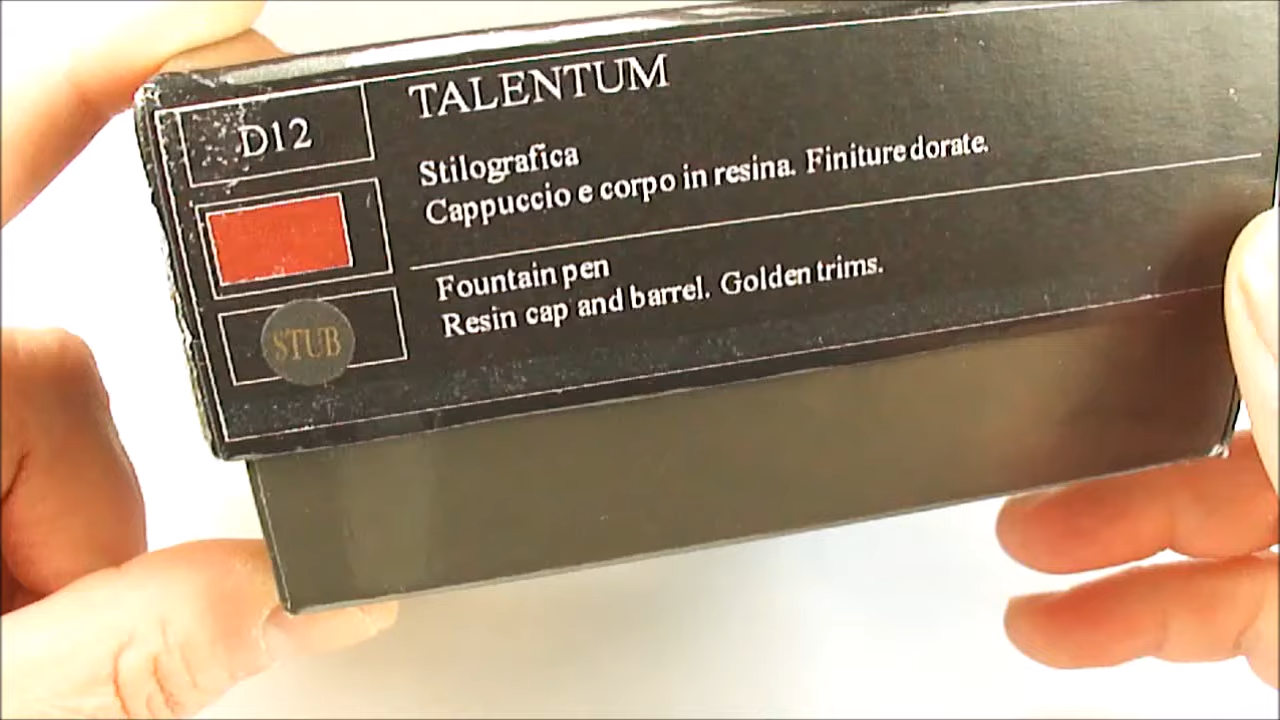 D12
STUB
TALENTUM
Stilografica
Cappuccio e corpo in resina. Finiture dorate.
Fountain pen
Resin cap and barrel. Golden trims.